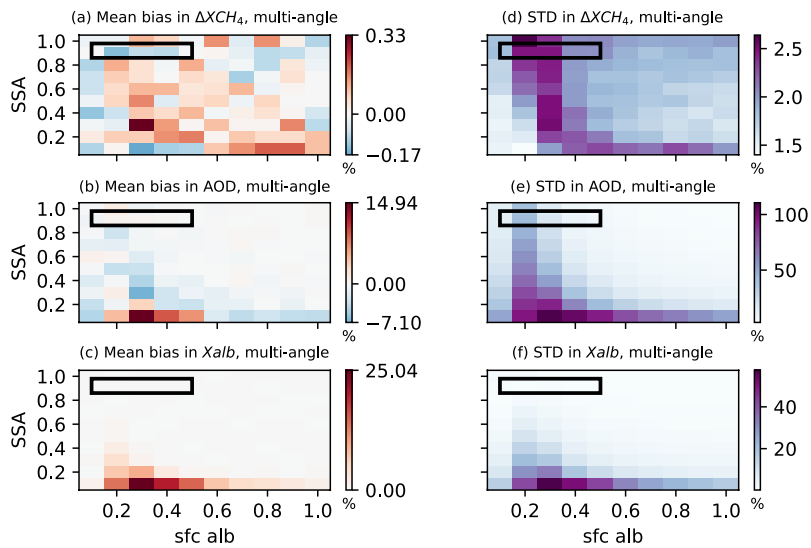 (a) Mean bias in ΔXCH₄, multi-angle
SSA
1.0
0.8
0.6
0.4
0.2
0.33
0.00
−0.17
%
(d) STD in ΔXCH₄, multi-angle
2.5
2.0
1.5
%
(b) Mean bias in AOD, multi-angle
SSA
1.0
0.8
0.6
0.4
0.2
14.94
0.00
−7.10
%
(e) STD in AOD, multi-angle
100
50
%
(c) Mean bias in Xalb, multi-angle
SSA
1.0
0.8
0.6
0.4
0.2
25.04
0.00
%
0.2 0.4 0.6 0.8 1.0
sfc alb
(f) STD in Xalb, multi-angle
40
20
%
0.2 0.4 0.6 0.8 1.0
sfc alb